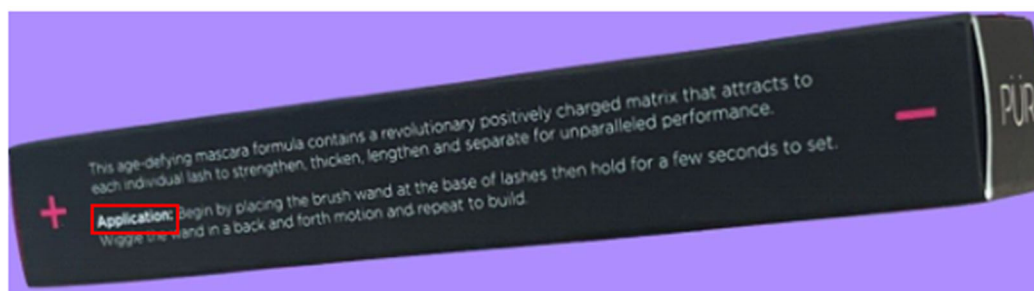 This age-defying mascara formula contains a revolutionary positively charged matrix that attracts to
each individual lash to strengthen, thicken, lengthen and separate for unparalleled performance.
Application: Begin by placing the brush wand at the base of lashes then hold for a few seconds to set.
Wiggle the wand in a back and forth motion and repeat to build.
PÜR